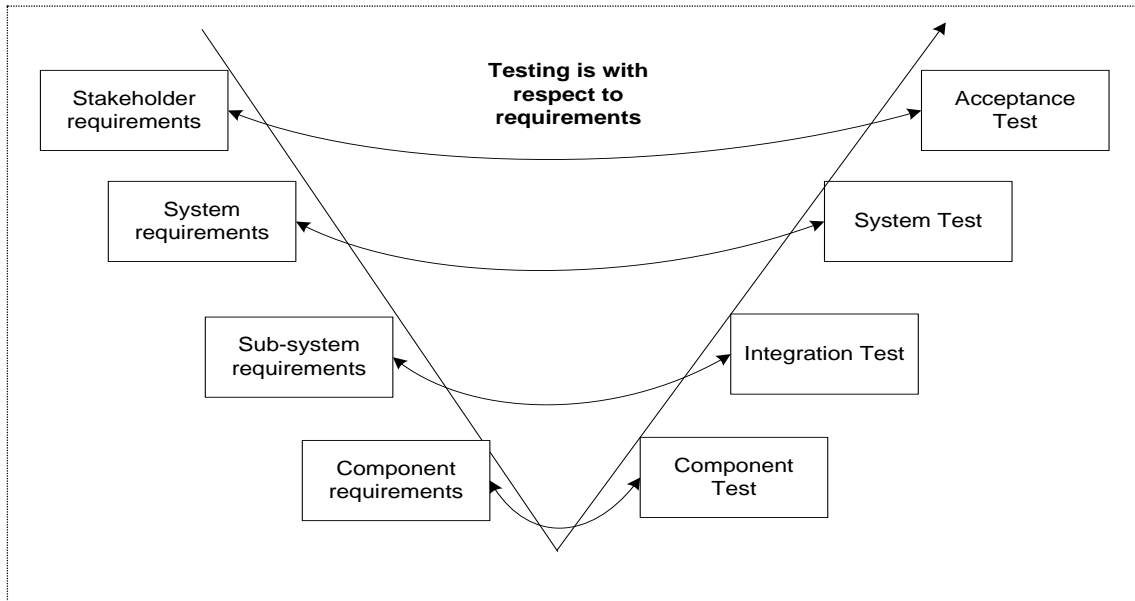 Testing is with
respect to
requirements
Stakeholder
requirements
Acceptance
Test
System
requirements
System Test
Sub-system
requirements
Integration Test
Component
requirements
Component
Test